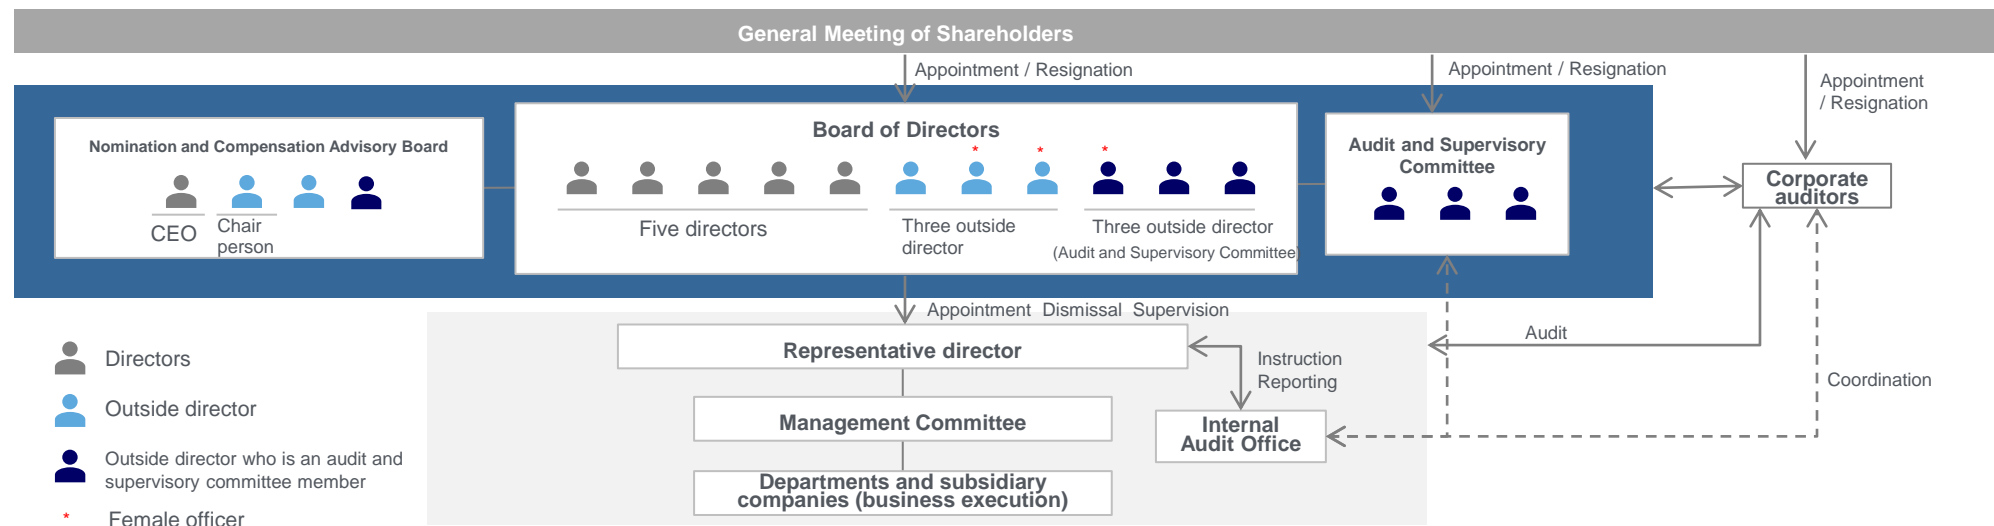 General Meeting of Shareholders
Appointment / Resignation
Appointment / Resignation
Appointment
/ Resignation
Nomination and Compensation Advisory Board
CEO
Chair
person
Board of Directors
*
*
*
Five directors
Three outside
director
Three outside director
(Audit and Supervisory Committee)
Audit and Supervisory
Committee
Corporate
auditors
Appointment Dismissal Supervision
Representative director
Instruction
Reporting
Audit
Coordination
Management Committee
Internal
Audit Office
Departments and subsidiary
companies (business execution)
Directors
Outside director
Outside director who is an audit and
supervisory committee member
* Female officer